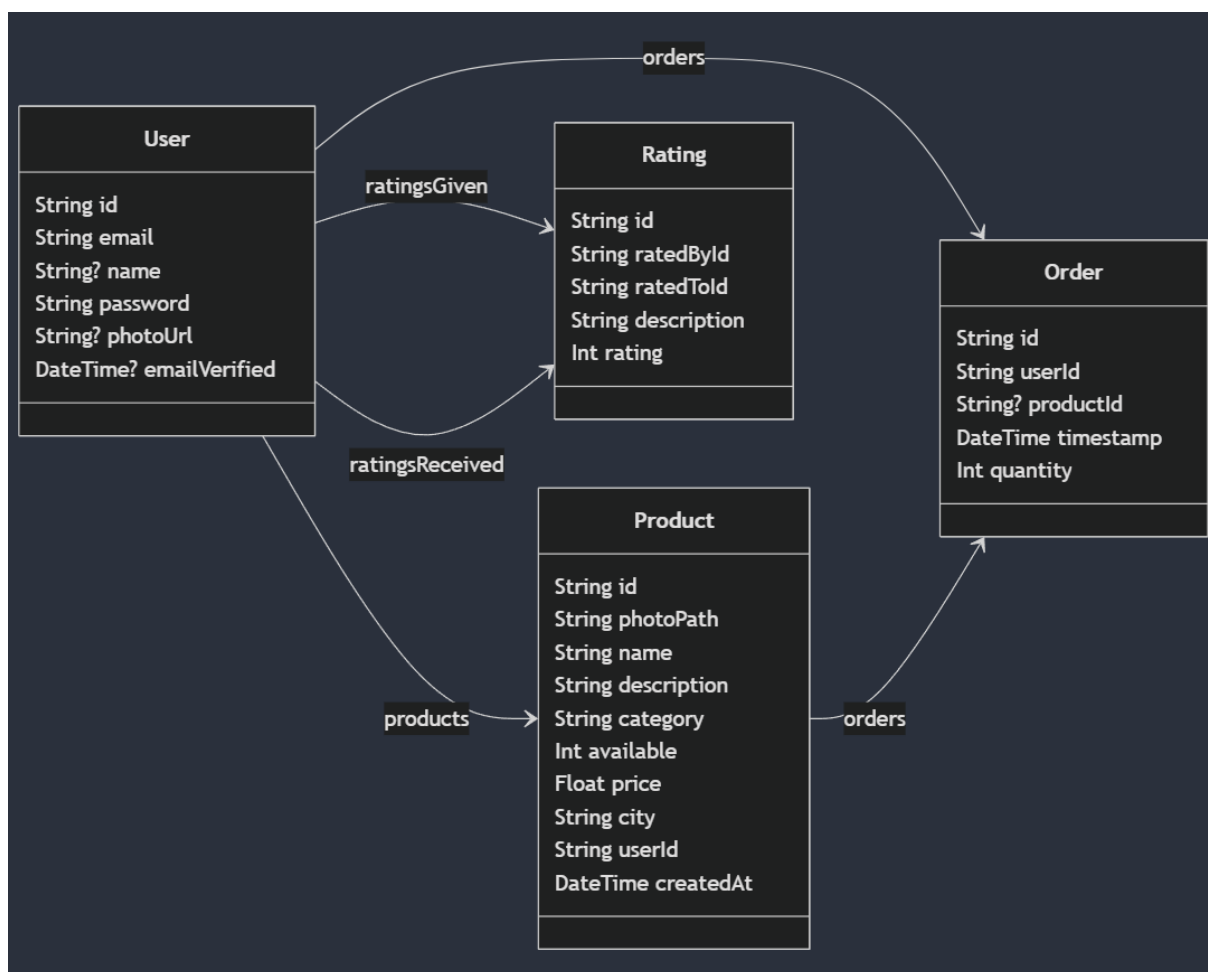 orders
User
String id
String email
String? name
String password
String? photoUrl
DateTime? emailVerified
ratingsGiven
ratingsReceived
Rating
String id
String ratedById
String ratedToId
String description
Int rating
Order
String id
String userId
String? productId
DateTime timestamp
Int quantity
products
Product
String id
String photoPath
String name
String description
String category
Int available
Float price
String city
String userId
DateTime createdAt
orders